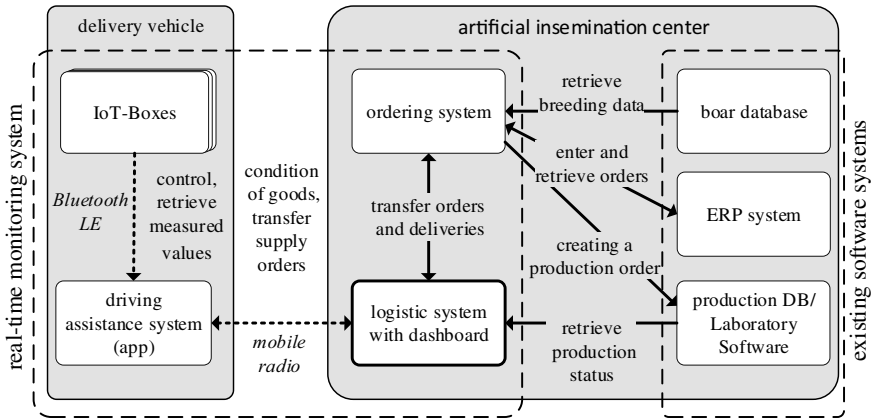 delivery vehicle
artificial insemination center
real-time monitoring system
IoT-Boxes
Bluetooth
LE
control,
retrieve
measured
values
driving
assistance system
(app)
condition
of goods,
transfer
supply
orders
mobile
radio
ordering system
transfer orders
and deliveries
logistic system
with dashboard
retrieve
breeding data
enter and
retrieve orders
creating a
production order
retrieve
production
status
boar database
ERP system
production DB/
Laboratory
Software
existing software systems